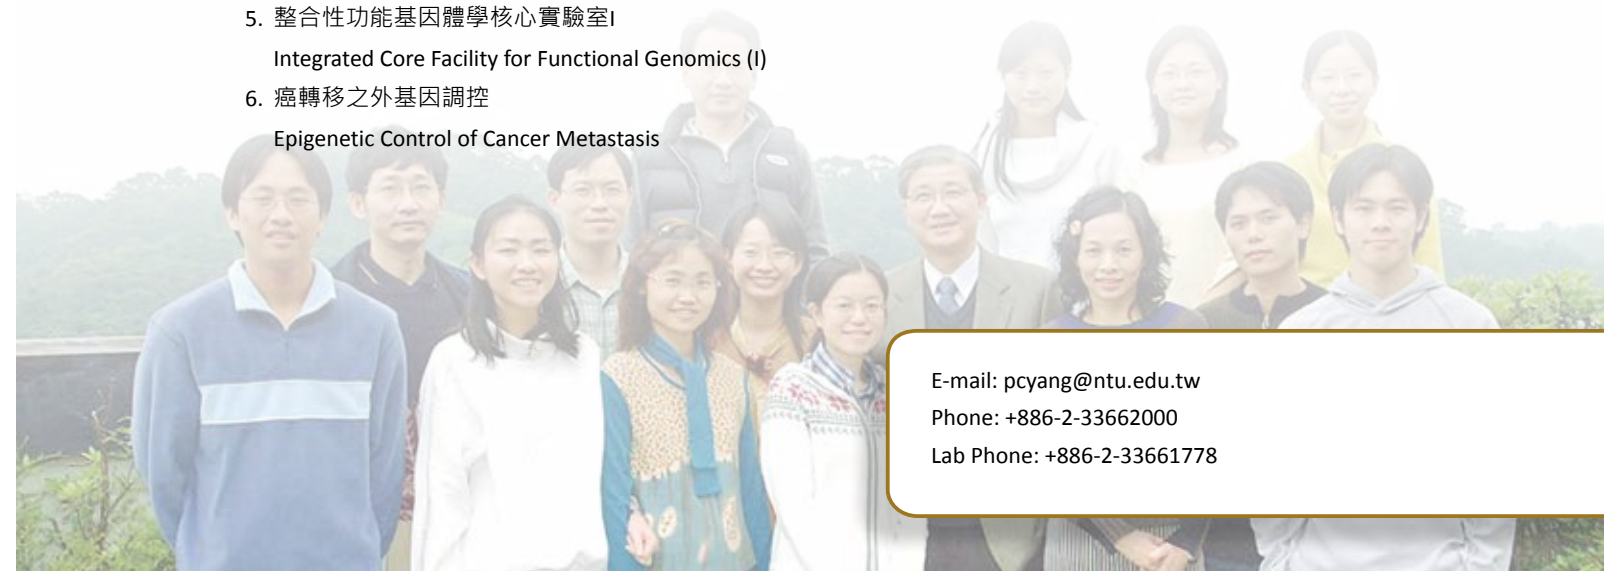 5. 整合性功能基因體學核心實驗室I
Integrated Core Facility for Functional Genomics (I)
6. 癌轉移之外基因調控
Epigenetic Control of Cancer Metastasis
E-mail: pcyang@ntu.edu.tw
Phone: +886-2-33662000
Lab Phone: +886-2-33661778